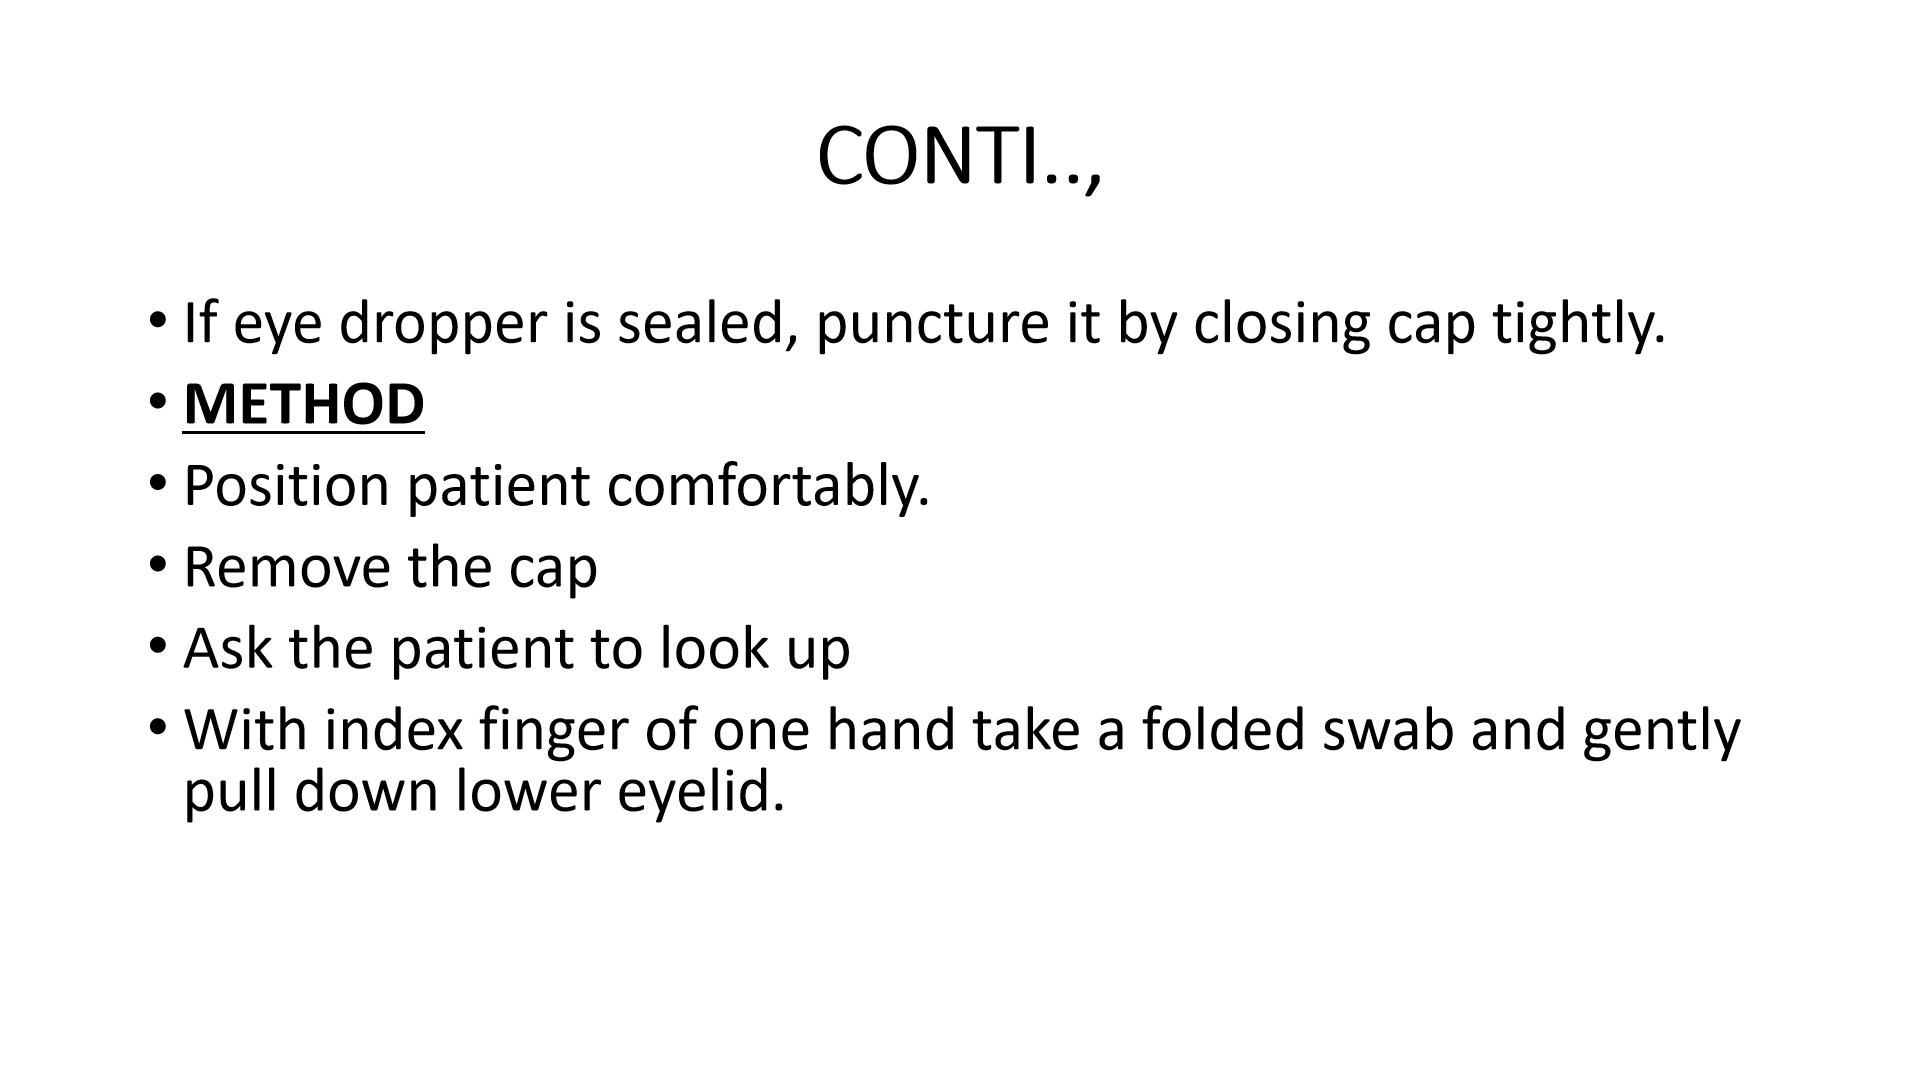 CONTI..,
• If eye dropper is sealed, puncture it by closing cap tightly.
• METHOD
• Position patient comfortably.
• Remove the cap
• Ask the patient to look up
• With index finger of one hand take a folded swab and gently
pull down lower eyelid.